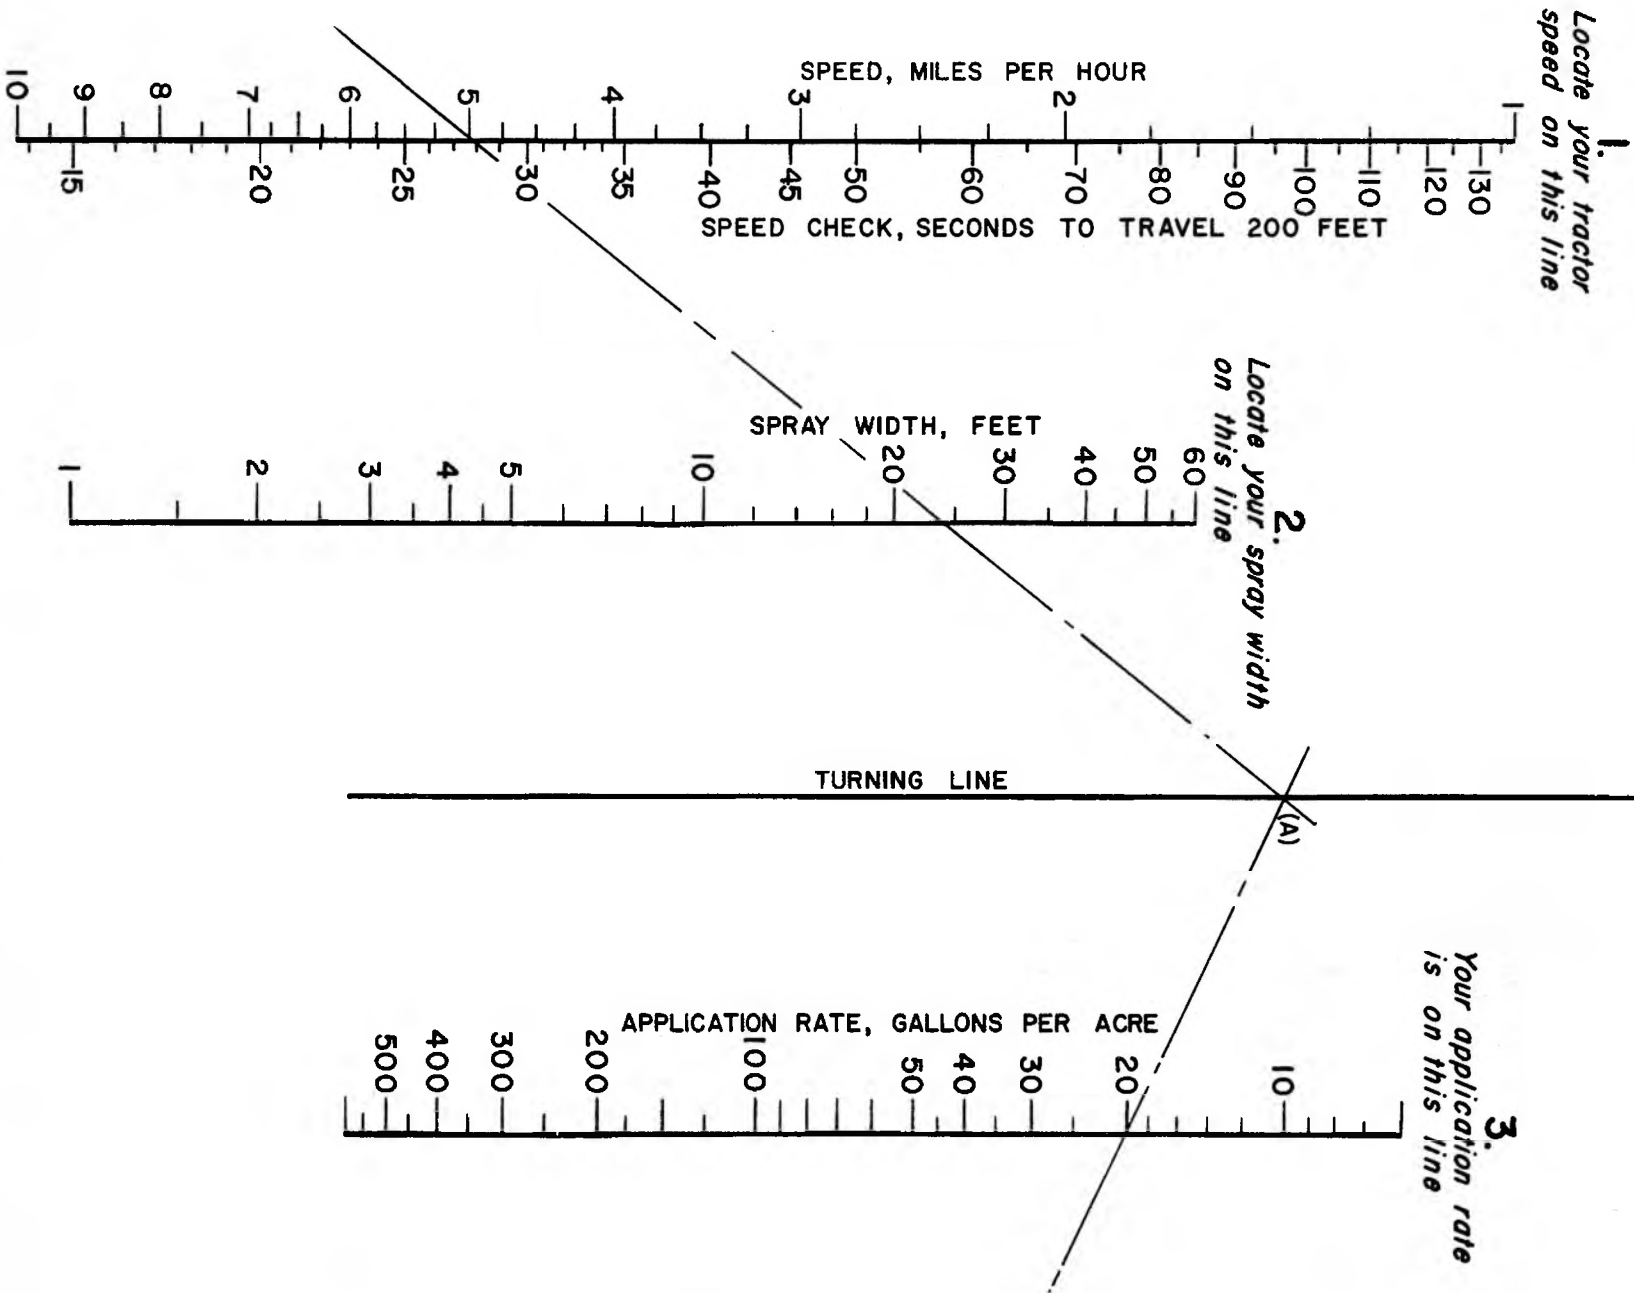 1.
Locate your tractor
speed on this line
SPEED, MILES PER HOUR
10 9 8 7 6 5 4 3 2 1
15 20 25 30 35 40 45 50 60 70 80 90 100 110 120 130
SPEED CHECK, SECONDS TO TRAVEL 200 FEET
2.
Locate your spray width
on this line
SPRAY WIDTH, FEET
1 2 3 4 5 10 20 30 40 50 60
TURNING LINE
(A)
3.
Your application rate
is on this line
APPLICATION RATE, GALLONS PER ACRE
500 400 300 200 100 50 40 30 20 10